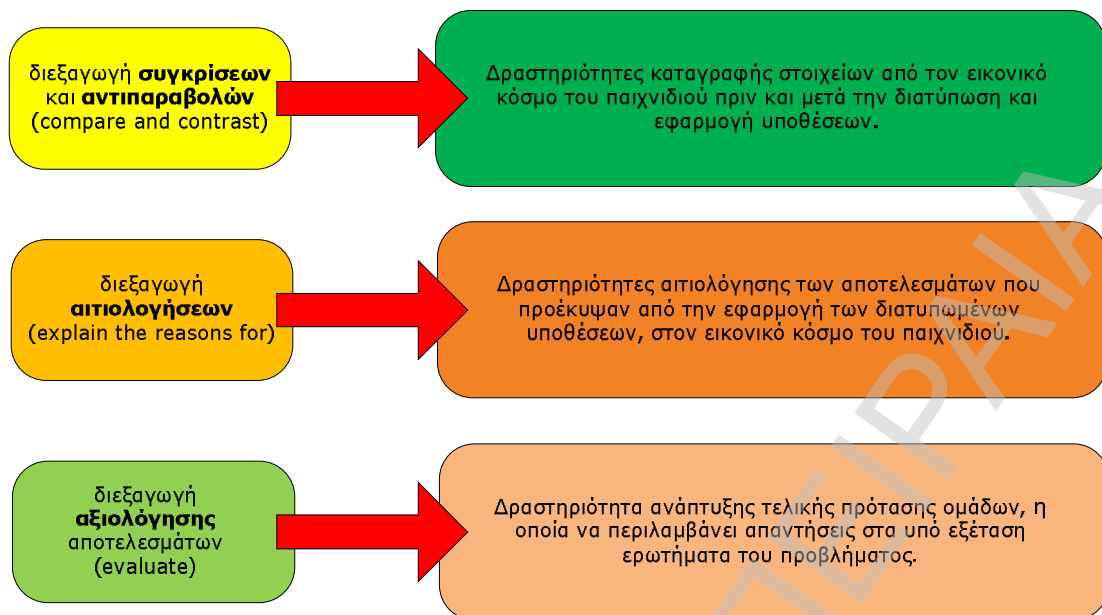 διεξαγωγή συγκρίσεων
και αντιπαραβολών
(compare and contrast)
Δραστηριότητες καταγραφής στοιχείων από τον εικονικό
κόσμο του παιχνιδιού πριν και μετά την διατύπωση και
εφαρμογή υποθέσεων.
διεξαγωγή
αιτιολογήσεων
(explain the reasons for)
Δραστηριότητες αιτιολόγησης των αποτελεσμάτων που
προέκυψαν από την εφαρμογή των διατυπωμένων
υποθέσεων, στον εικονικό κόσμο του παιχνιδιού.
διεξαγωγή
αξιολόγησης
αποτελεσμάτων
(evaluate)
Δραστηριότητα ανάπτυξης τελικής πρότασης ομάδων, η
οποία να περιλαμβάνει απαντήσεις στα υπό εξέταση
ερωτήματα του προβλήματος.
ΠΕΙΡΑΙΑ